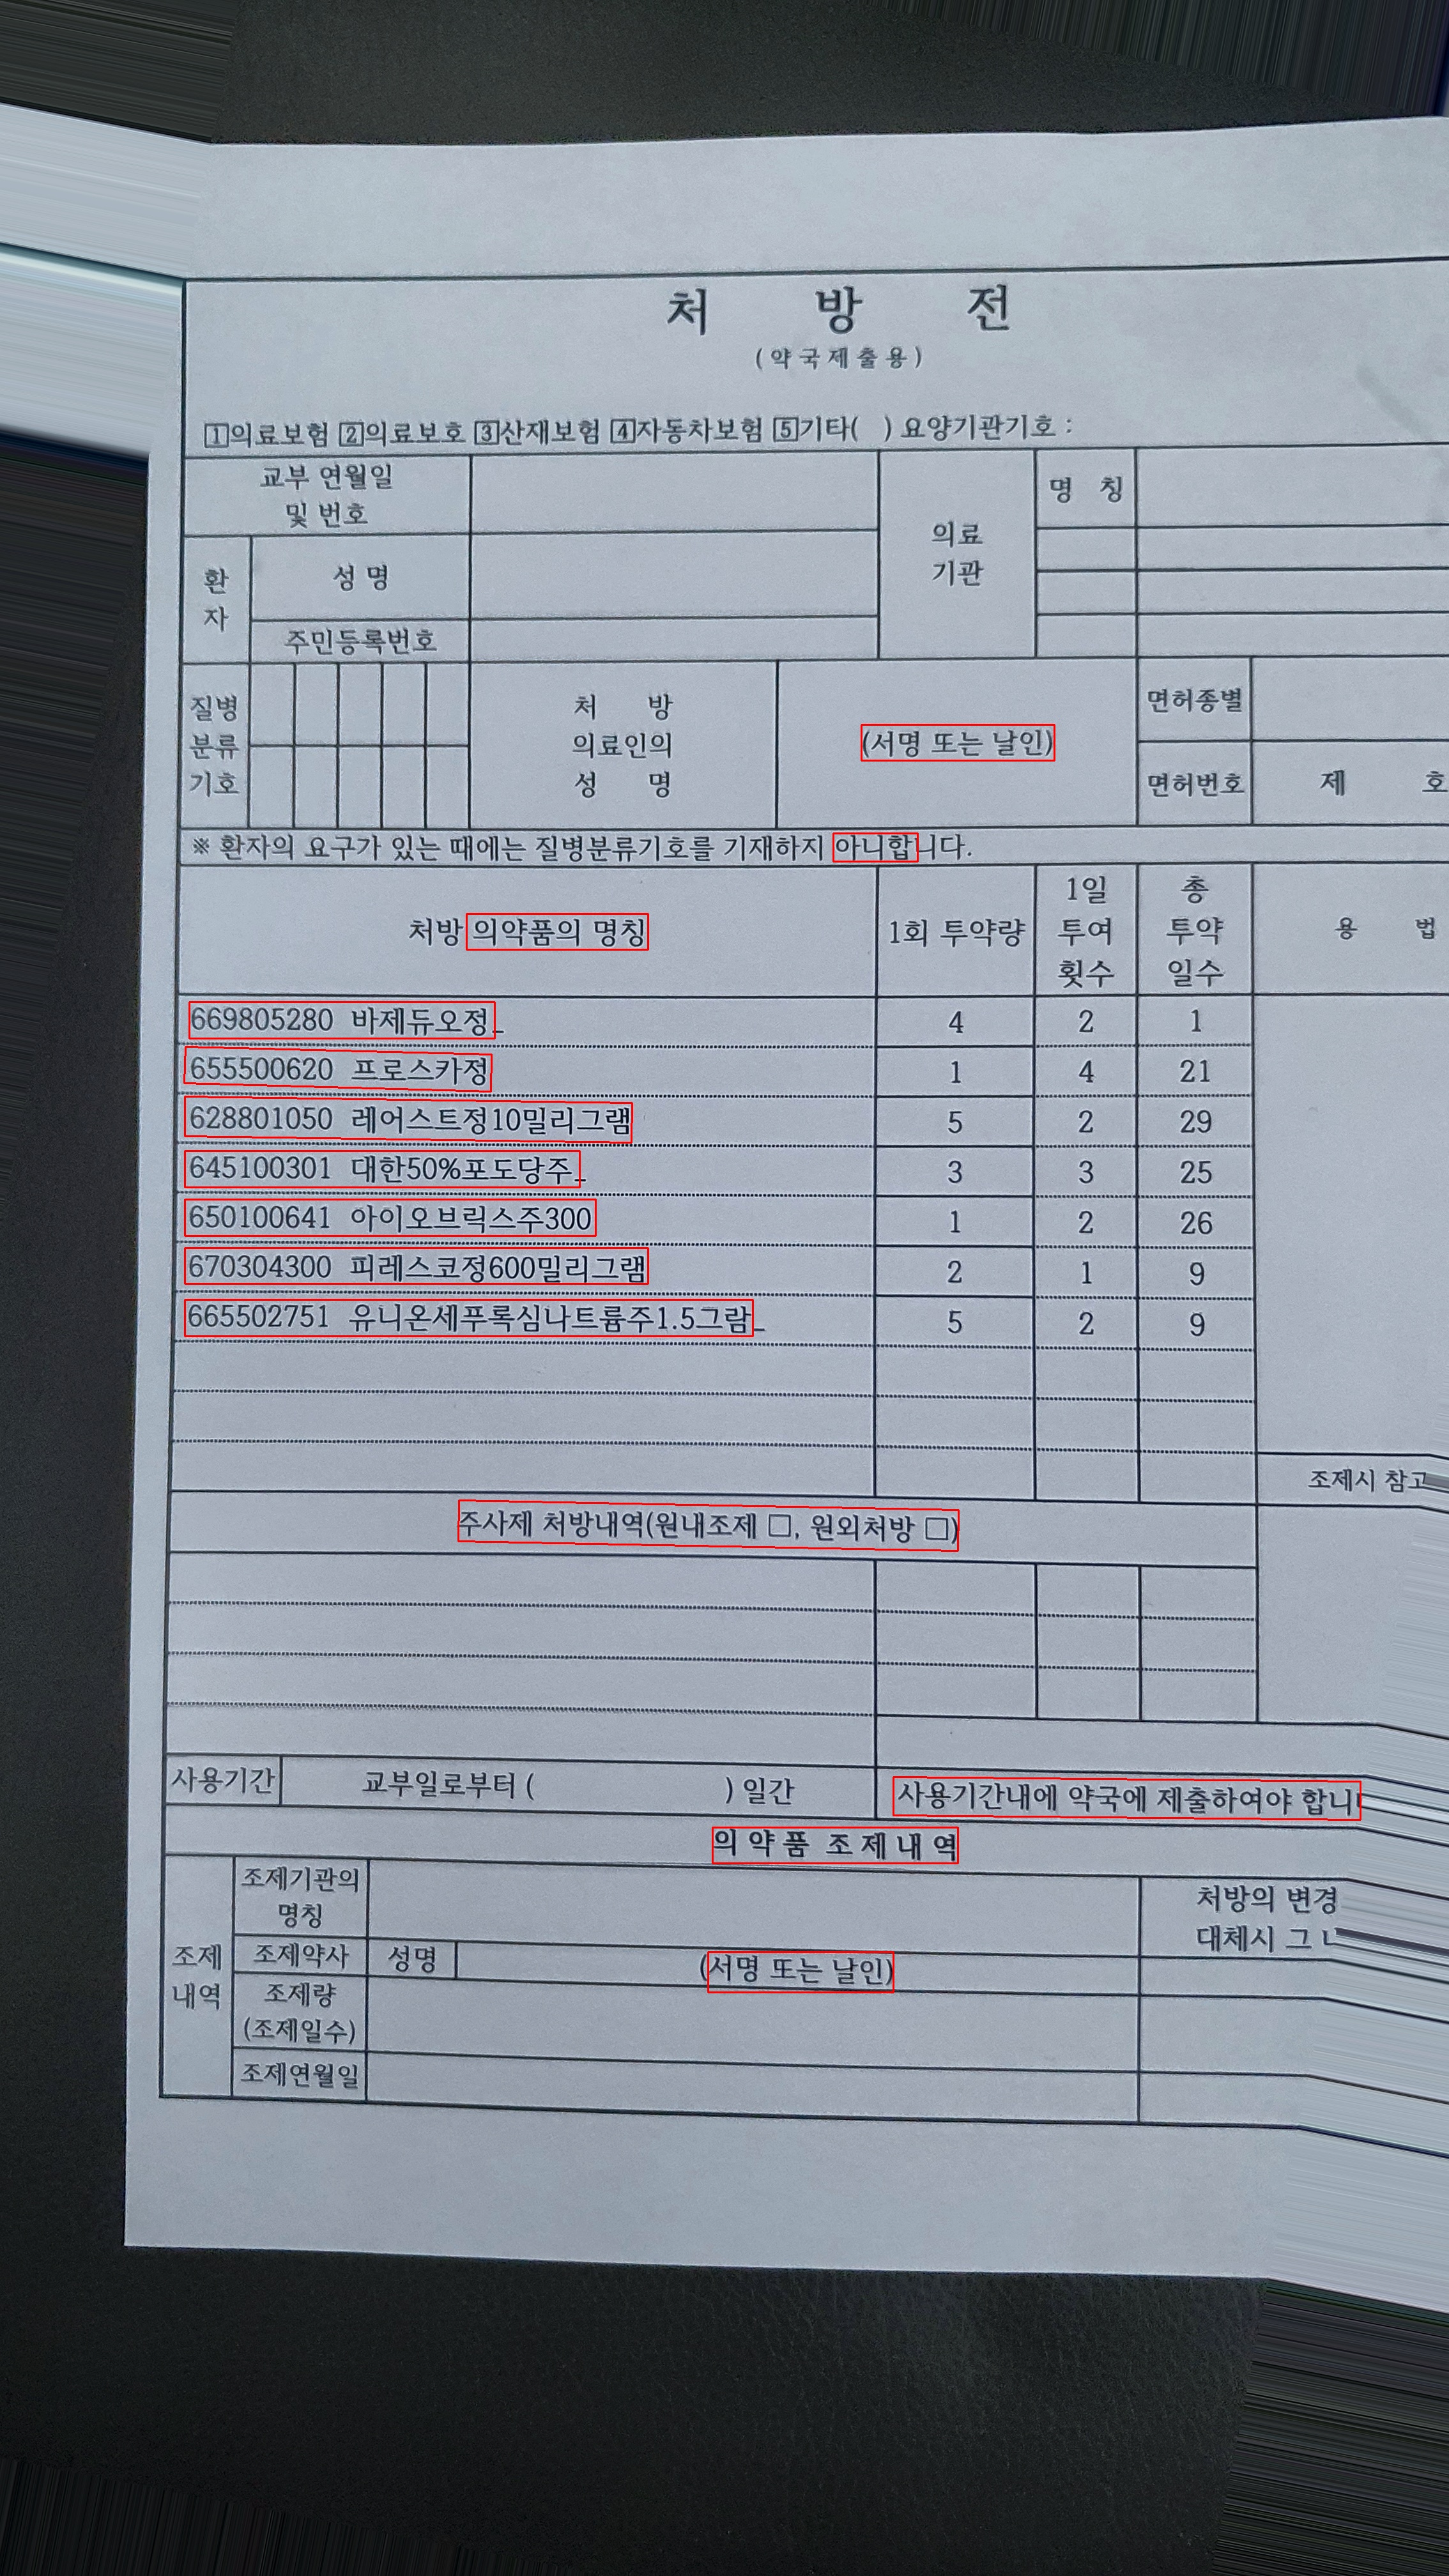 처 방 전
(약국제출용)
1의료보험 2의료보호 3산재보험 4자동차보험 5기타( ) 요양기관기호 :
교부 연월일
및 번호
의료
기관
명 칭
환
자
성 명
주민등록번호
질병
분류
기호
처 방
의료인의
성 명
(서명 또는 날인)
면허종별
면허번호
제 호
※ 환자의 요구가 있는 때에는 질병분류기호를 기재하지 아니합니다.
처방 의약품의 명칭
1회 투약량
1일
투여
횟수
총
투약
일수
용 법
669805280 바제듀오정_ 4 2 1
655500620 프로스카정 1 4 21
628801050 레어스트정10밀리그램 5 2 29
645100301 대한50%포도당주_ 3 3 25
650100641 아이오브릭스주300 1 2 26
670304300 피레스코정600밀리그램 2 1 9
665502751 유니온세푸록심나트륨주1.5그람_ 5 2 9
조제시 참고
주사제 처방내역(원내조제 □, 원외처방 □)
사용기간 교부일로부터 ( ) 일간 사용기간내에 약국에 제출하여야 합니
의 약 품 조 제 내 역
조제
내역
조제기관의
명칭
처방의 변경
대체시 그
조제약사 성명 (서명 또는 날인)
조제량
(조제일수)
조제연월일